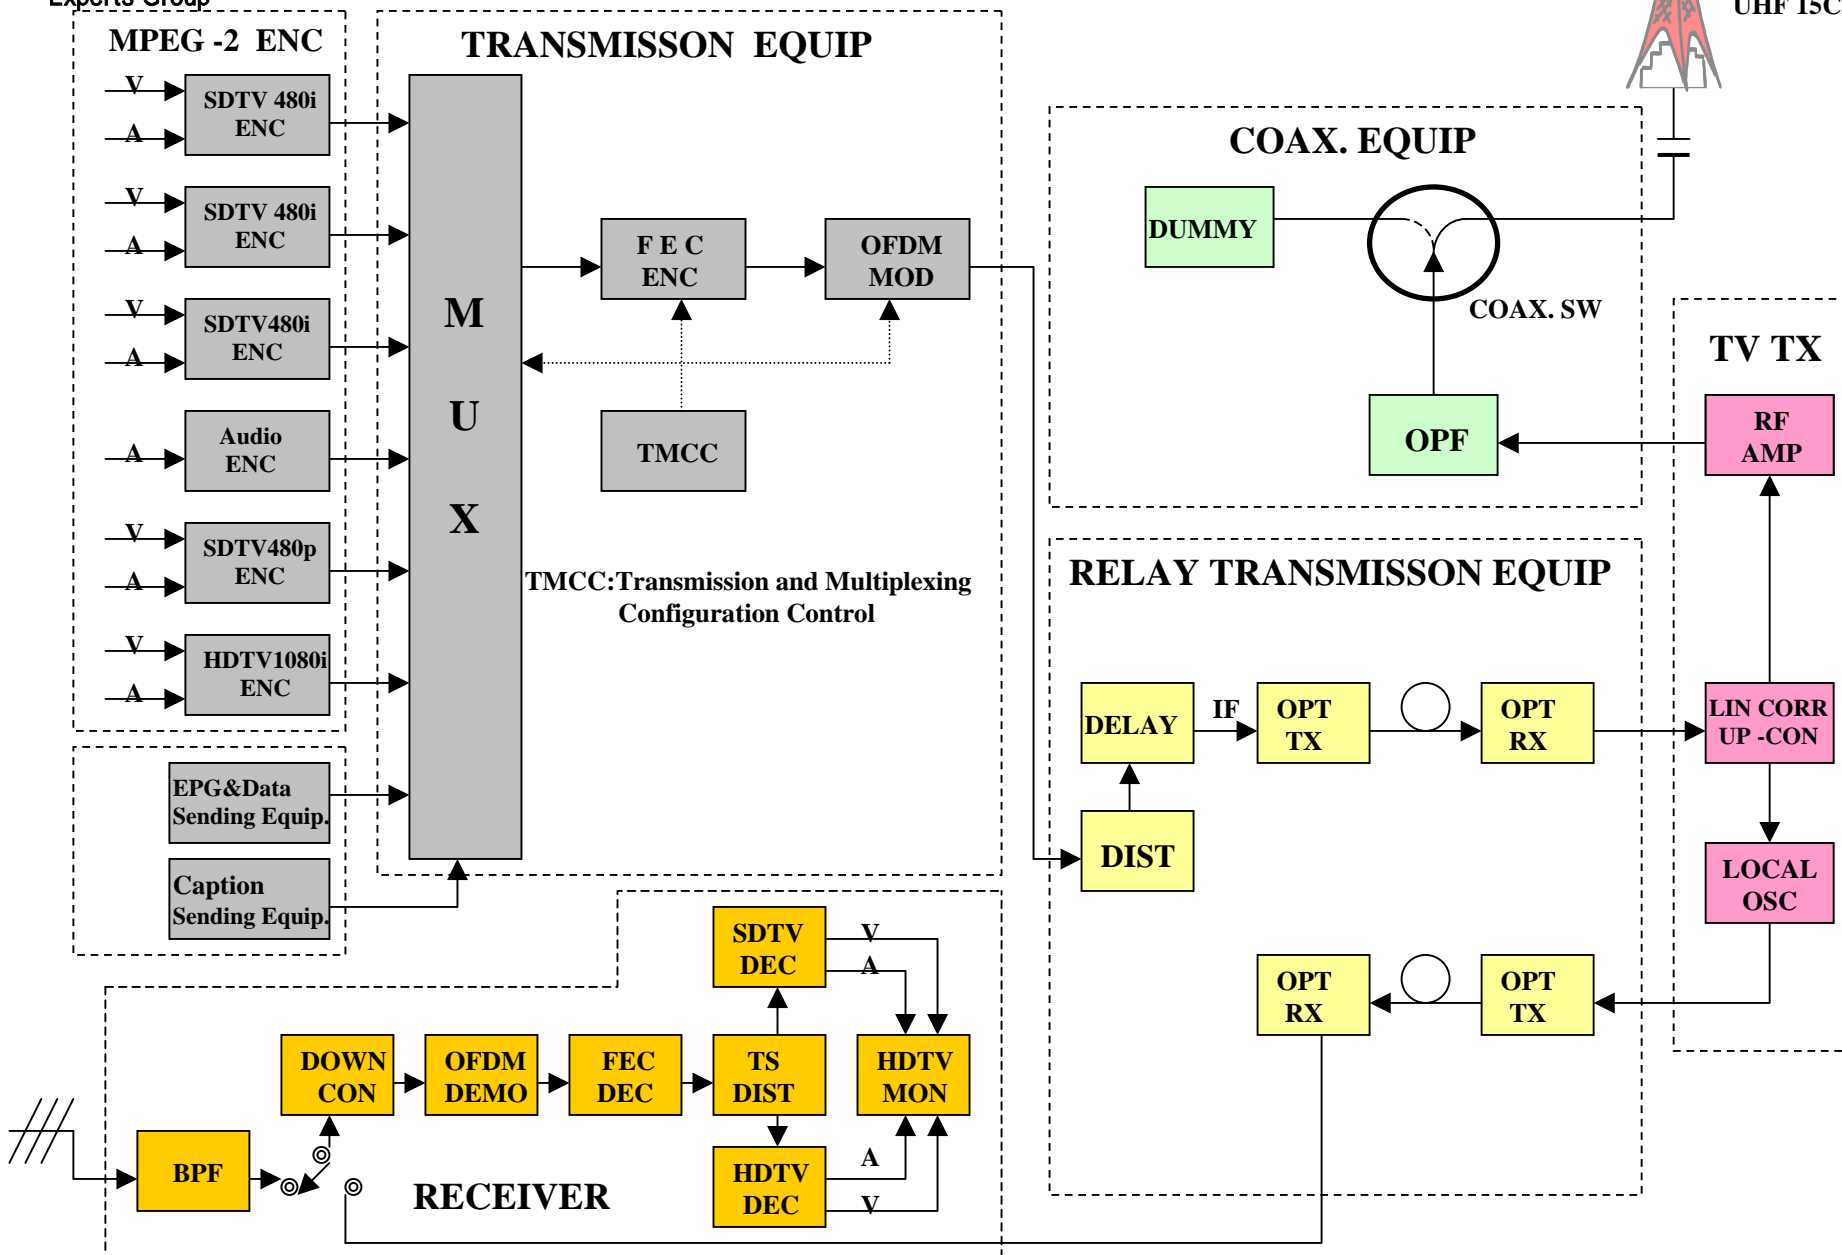 Experts Group
UHF 15C
MPEG -2 ENC
V
SDTV 480i
ENC
A
V
SDTV 480i
ENC
A
V
SDTV480i
ENC
A
Audio
A
ENC
V
SDTV480p
ENC
A
V
HDTV1080i
ENC
A
EPG&Data
Sending Equip.
Caption
Sending Equip.
TRANSMISSON EQUIP
M
U
X
F E C
ENC
OFDM
MOD
TMCC
TMCC:Transmission and Multiplexing
Configuration Control
COAX. EQUIP
DUMMY
COAX. SW
OPF
TV TX
RF
AMP
LIN CORR
UP -CON
LOCAL
OSC
RELAY TRANSMISSON EQUIP
DELAY
IF
OPT
TX
OPT
RX
DIST
OPT
RX
OPT
TX
SDTV
DEC
V
A
DOWN
CON
OFDM
DEMO
FEC
DEC
TS
DIST
HDTV
MON
BPF
RECEIVER
HDTV
DEC
A
V